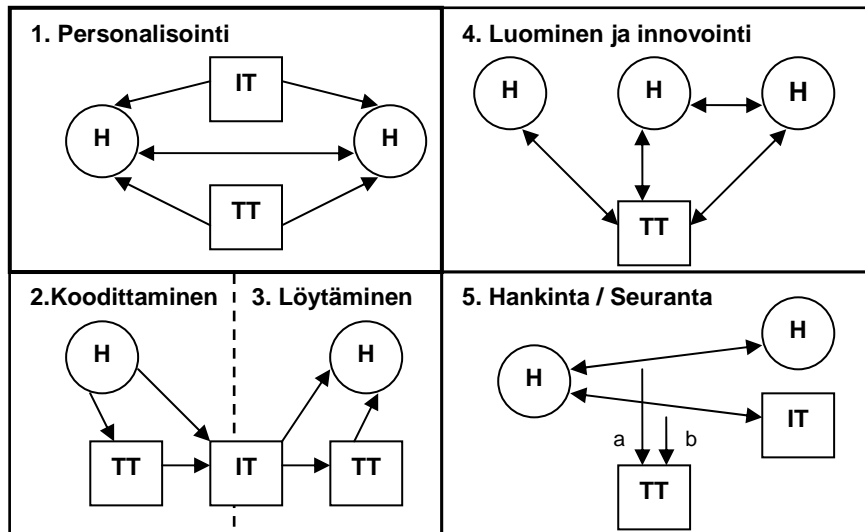 1. Personalisointi
IT
H
H
TT
4. Luominen ja innovointi
H
H
H
TT
2.Koodittaminen
3. Löytäminen
H
H
TT
IT
TT
5. Hankinta / Seuranta
H
H
IT
a
b
TT